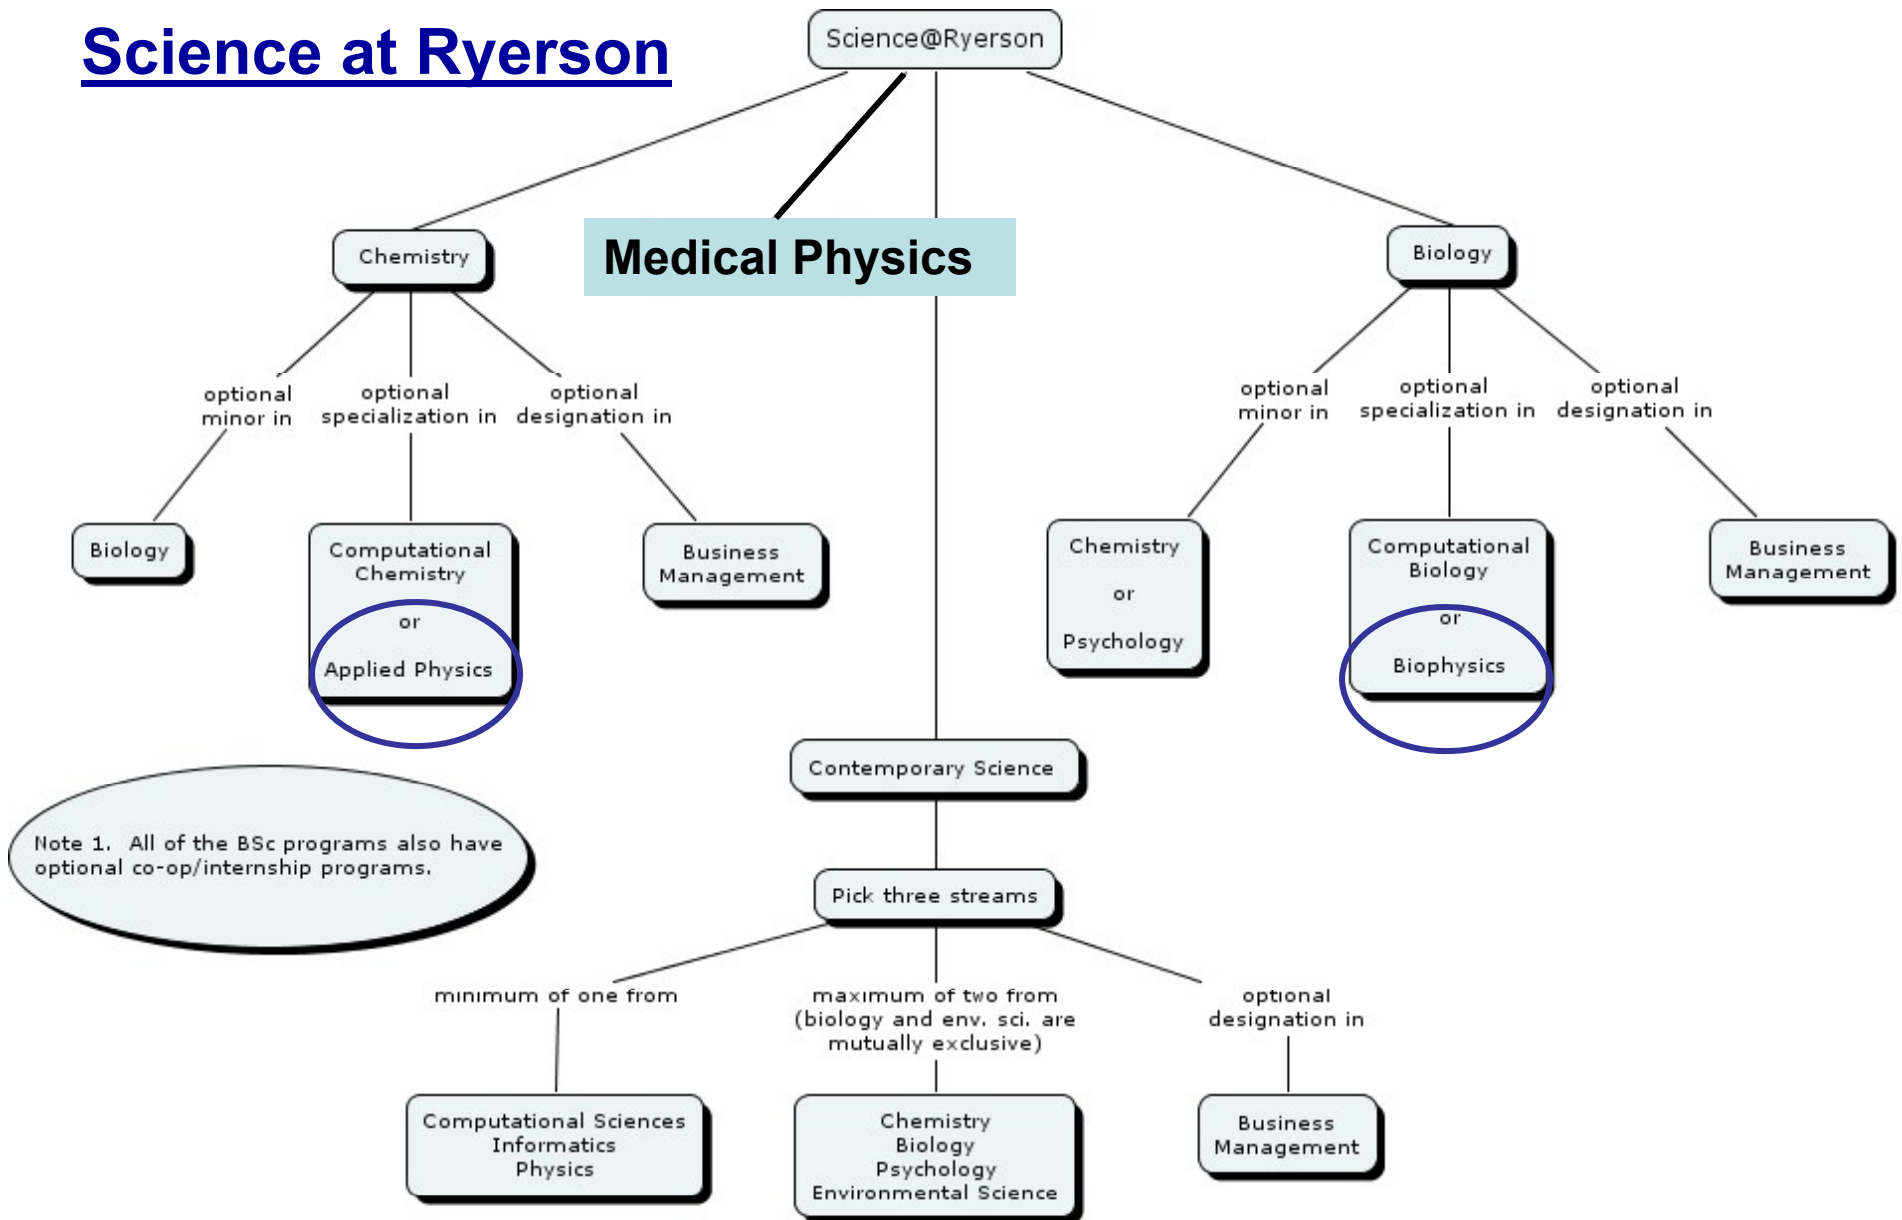 Science at Ryerson
Science@Ryerson
Chemistry
Medical Physics
Biology
optional
minor in
optional
specialization in
optional
designation in
optional
minor in
optional
specialization in
optional
designation in
Biology
Computational
Chemistry
or
Applied Physics
Business
Management
Chemistry
or
Psychology
Computational
Biology
or
Biophysics
Business
Management
Contemporary Science
Note 1.  All of the BSc programs also have
optional co-op/internship programs.
Pick three streams
minimum of one from
maximum of two from
(biology and env. sci. are
mutually exclusive)
optional
designation in
Computational Sciences
Informatics
Physics
Chemistry
Biology
Psychology
Environmental Science
Business
Management